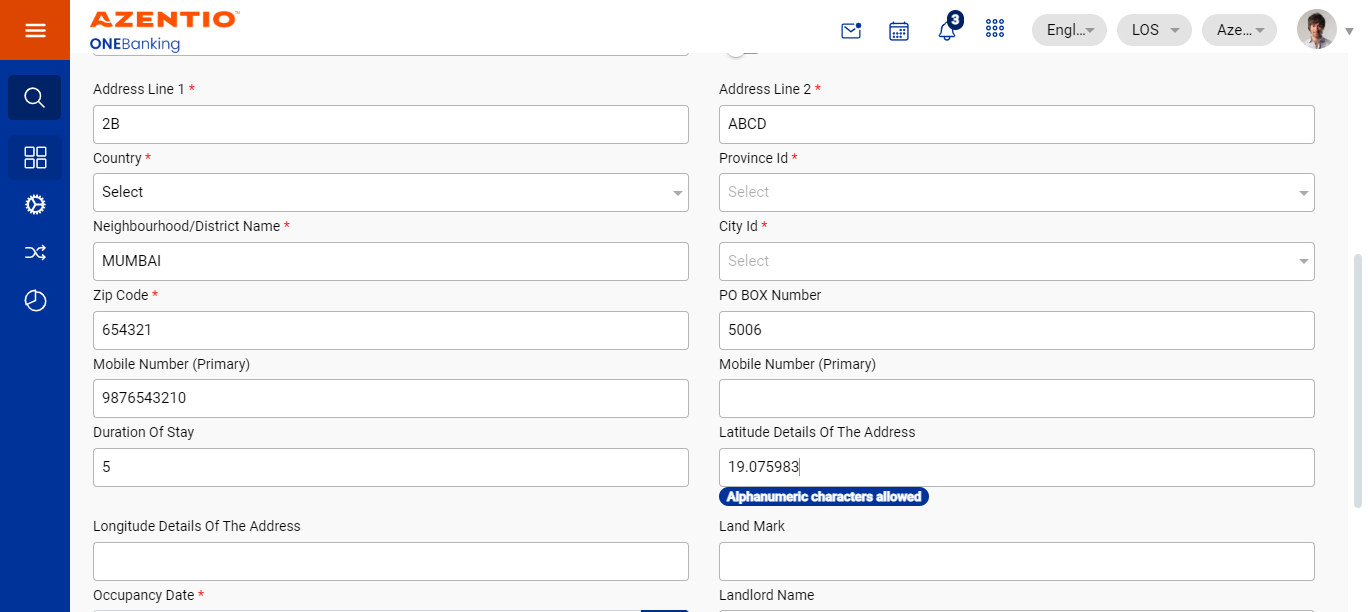 AZENTIO™
ONEBanking
3
Engl...
LOS
Aze...
Address Line 1 *
Address Line 2 *
2B
ABCD
Country *
Province Id *
Select
Select
Neighbourhood/District Name *
City Id *
MUMBAI
Select
Zip Code *
PO BOX Number
654321
5006
Mobile Number (Primary)
Mobile Number (Primary)
9876543210
Duration Of Stay
Latitude Details Of The Address
5
19.075983
Alphanumeric characters allowed
Longitude Details Of The Address
Land Mark
Occupancy Date *
Landlord Name